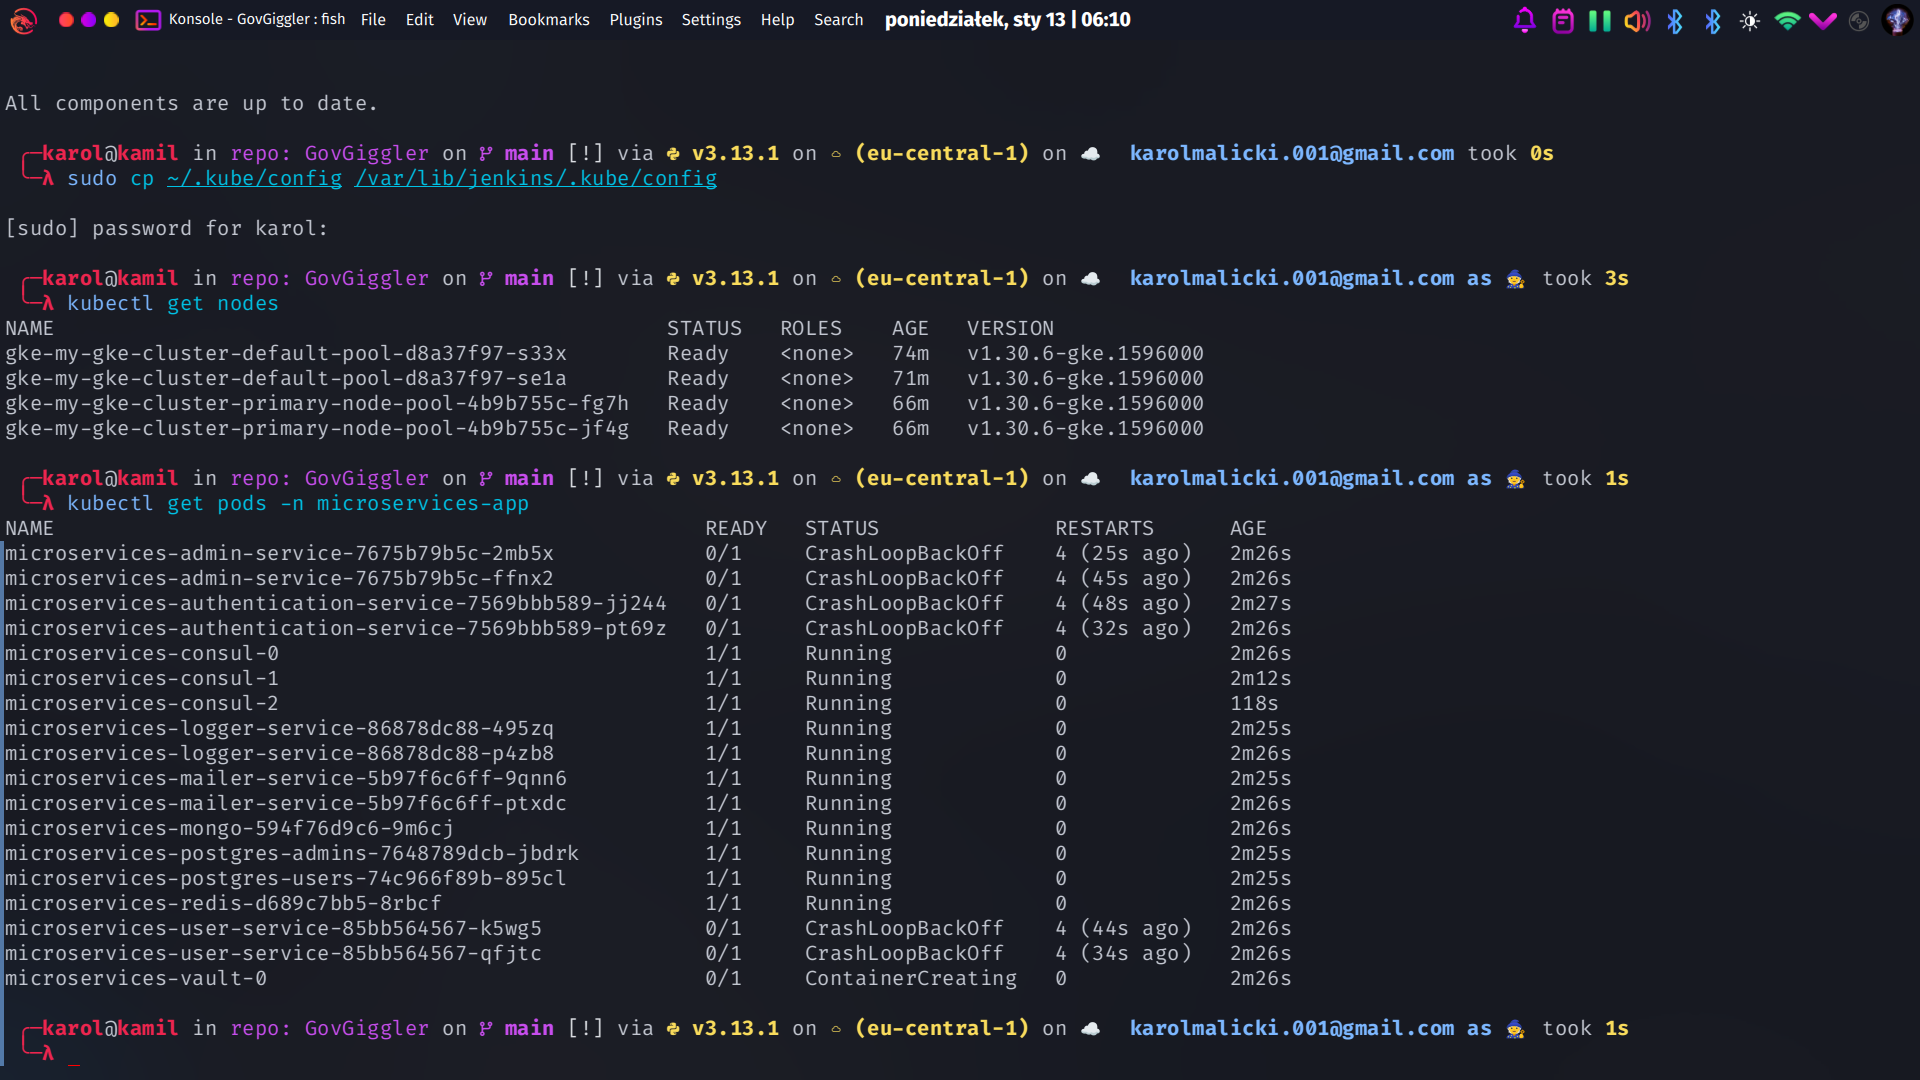 Konsole - GovGiggler : fish File Edit View Bookmarks Plugins Settings Help Search poniedziałek, sty 13 | 06:10
All components are up to date.
karol@kamil in repo: GovGiggler on main [!] via v3.13.1 on (eu-central-1) on karolmalicki.001@gmail.com took 0s
λ sudo cp ~/.kube/config /var/lib/jenkins/.kube/config
[sudo] password for karol:
karol@kamil in repo: GovGiggler on main [!] via v3.13.1 on (eu-central-1) on karolmalicki.001@gmail.com as took 3s
λ kubectl get nodes
NAME STATUS ROLES AGE VERSION
gke-my-gke-cluster-default-pool-d8a37f97-s33x Ready <none> 74m v1.30.6-gke.1596000
gke-my-gke-cluster-default-pool-d8a37f97-se1a Ready <none> 71m v1.30.6-gke.1596000
gke-my-gke-cluster-primary-node-pool-4b9b755c-fg7h Ready <none> 66m v1.30.6-gke.1596000
gke-my-gke-cluster-primary-node-pool-4b9b755c-jf4g Ready <none> 66m v1.30.6-gke.1596000
karol@kamil in repo: GovGiggler on main [!] via v3.13.1 on (eu-central-1) on karolmalicki.001@gmail.com as took 1s
λ kubectl get pods -n microservices-app
NAME READY STATUS RESTARTS AGE
microservices-admin-service-7675b79b5c-2mb5x 0/1 CrashLoopBackOff 4 (25s ago) 2m26s
microservices-admin-service-7675b79b5c-ffnx2 0/1 CrashLoopBackOff 4 (45s ago) 2m26s
microservices-authentication-service-7569bbb589-jj244 0/1 CrashLoopBackOff 4 (48s ago) 2m27s
microservices-authentication-service-7569bbb589-pt69z 0/1 CrashLoopBackOff 4 (32s ago) 2m26s
microservices-consul-0 1/1 Running 0 2m26s
microservices-consul-1 1/1 Running 0 2m12s
microservices-consul-2 1/1 Running 0 118s
microservices-logger-service-86878dc88-495zq 1/1 Running 0 2m25s
microservices-logger-service-86878dc88-p4zb8 1/1 Running 0 2m26s
microservices-mailer-service-5b97f6c6ff-9qnn6 1/1 Running 0 2m25s
microservices-mailer-service-5b97f6c6ff-ptxdc 1/1 Running 0 2m26s
microservices-mongo-594f76d9c6-9m6cj 1/1 Running 0 2m26s
microservices-postgres-admins-7648789dcb-jbdrk 1/1 Running 0 2m25s
microservices-postgres-users-74c966f89b-895cl 1/1 Running 0 2m25s
microservices-redis-d689c7bb5-8rbcf 1/1 Running 0 2m26s
microservices-user-service-85bb564567-k5wg5 0/1 CrashLoopBackOff 4 (44s ago) 2m26s
microservices-user-service-85bb564567-qfjtc 0/1 CrashLoopBackOff 4 (34s ago) 2m26s
microservices-vault-0 0/1 ContainerCreating 0 2m26s
karol@kamil in repo: GovGiggler on main [!] via v3.13.1 on (eu-central-1) on karolmalicki.001@gmail.com as took 1s
λ _